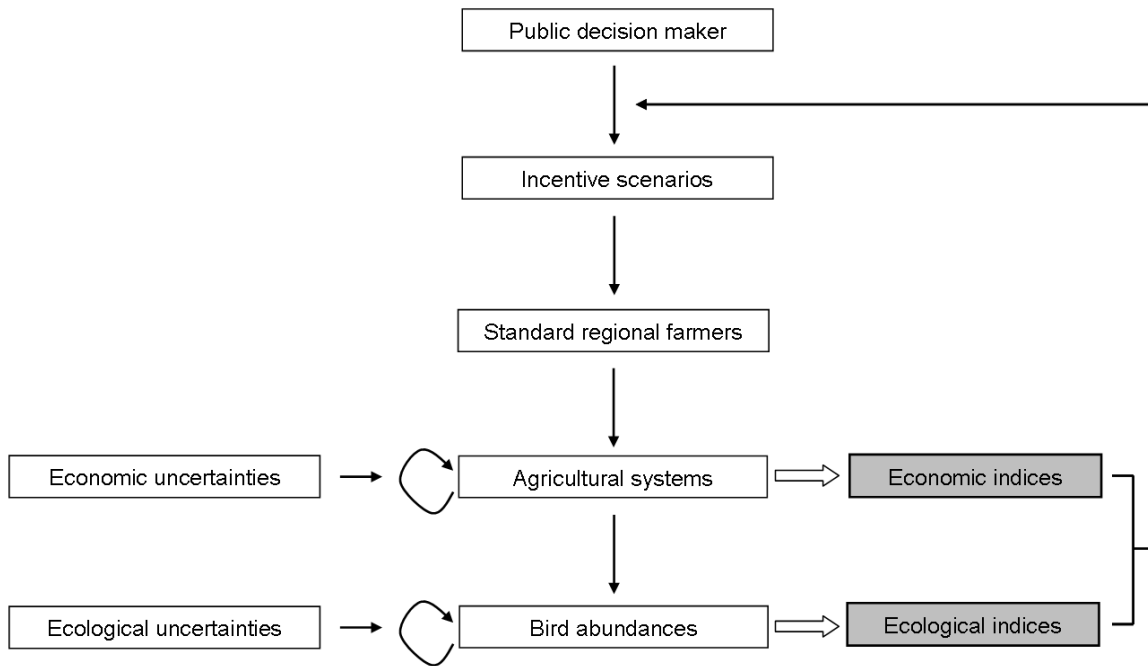 Public decision maker
Incentive scenarios
Standard regional farmers
Economic uncertainties
Agricultural systems
Economic indices
Ecological uncertainties
Bird abundances
Ecological indices